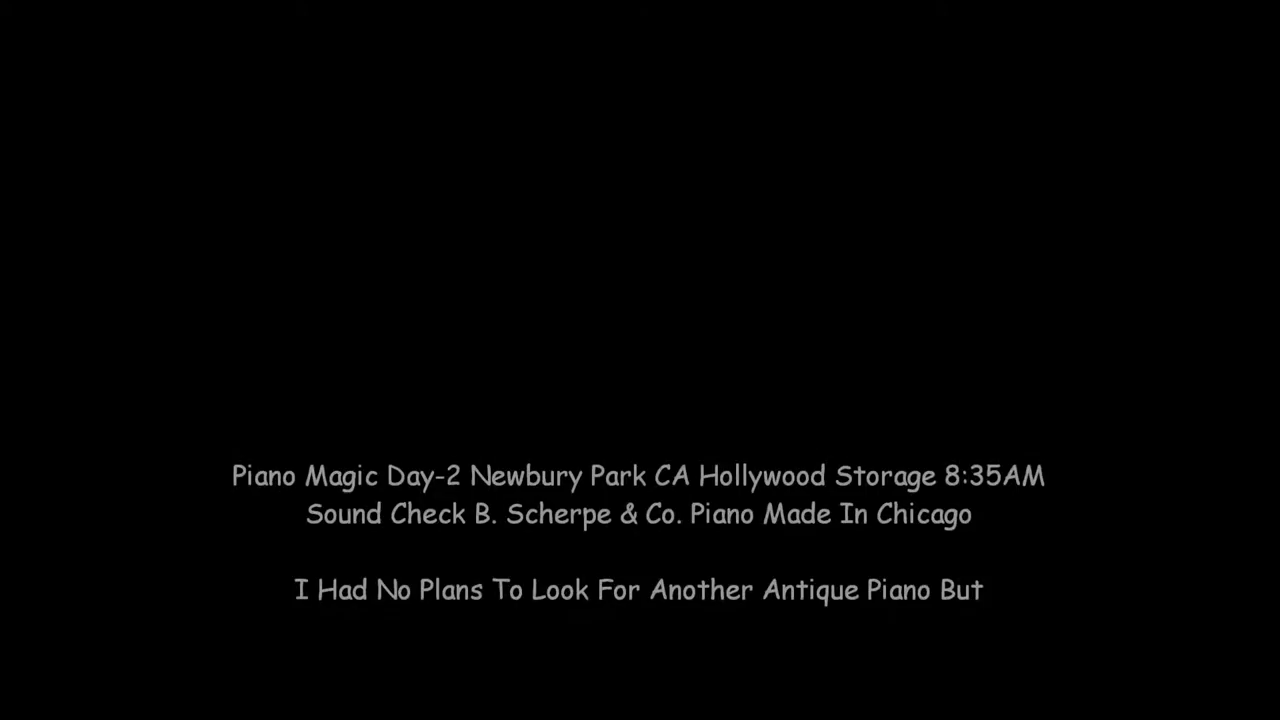 Piano Magic Day-2 Newbury Park CA Hollywood Storage 8:35AM
Sound Check B. Scherpe & Co. Piano Made In Chicago
I Had No Plans To Look For Another Antique Piano But